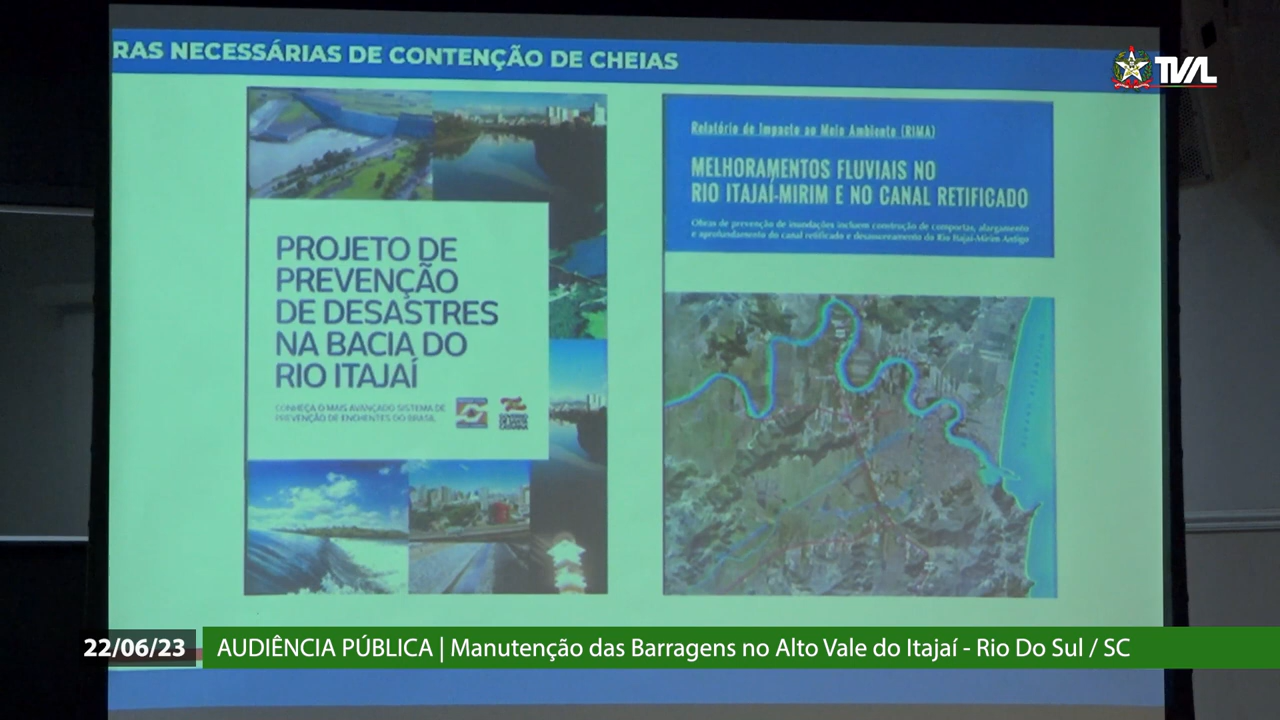 RAS NECESSÁRIAS DE CONTENÇÃO DE CHEIAS
TVAL
PROJETO DE
PREVENÇÃO
DE DESASTRES
NA BACIA DO
RIO ITAJAÍ
CONHEÇA O MAIS AVANÇADO SISTEMA DE
PREVENÇÃO DE ENCHENTES DO BRASIL
GOVERNO
DE SANTA
CATARINA
Relatório de Impacto ao Meio Ambiente (RIMA)
MELHORAMENTOS FLUVIAIS NO
RIO ITAJAÍ-MIRIM E NO CANAL RETIFICADO
Obras de prevenção de inundações incluem construção de comportas, alargamento
e aprofundamento do canal retificado e desassoreamento do Rio Itajaí-Mirim Antigo
22/06/23
AUDIÊNCIA PÚBLICA | Manutenção das Barragens no Alto Vale do Itajaí - Rio Do Sul / SC